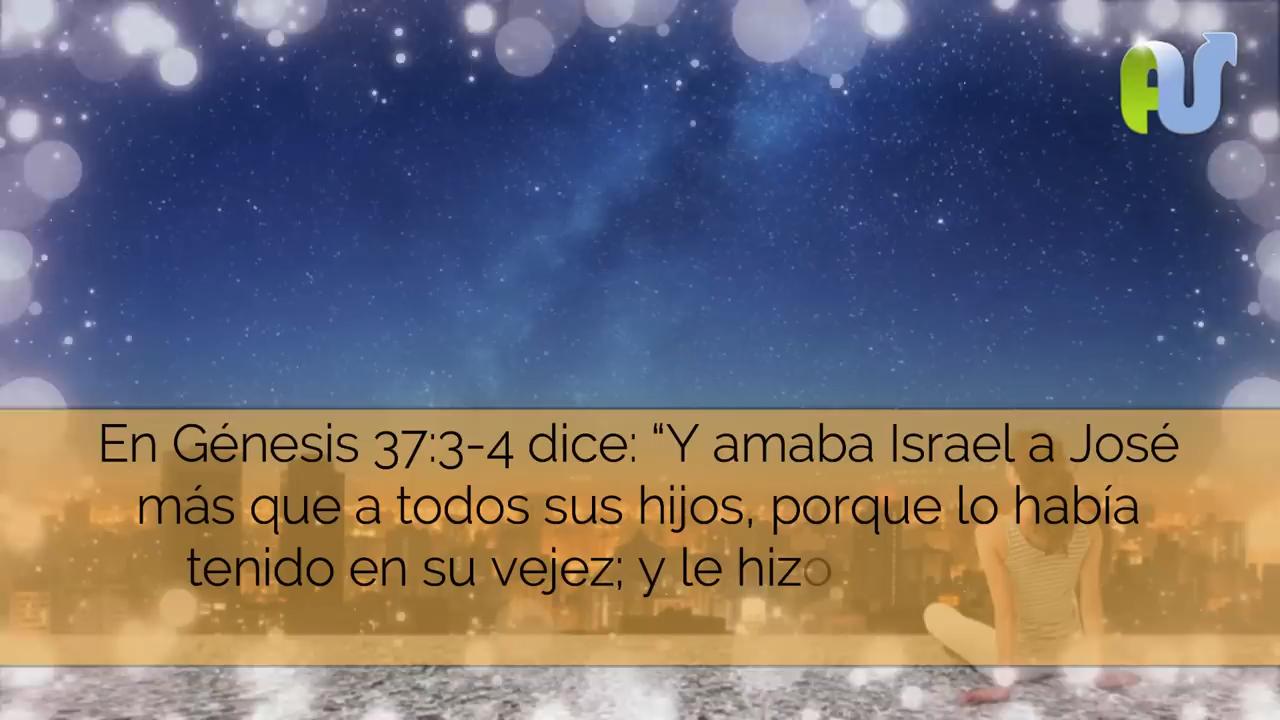 En Génesis 37:3-4 dice: “Y amaba Israel a José
más que a todos sus hijos, porque lo había
tenido en su vejez; y le hizo